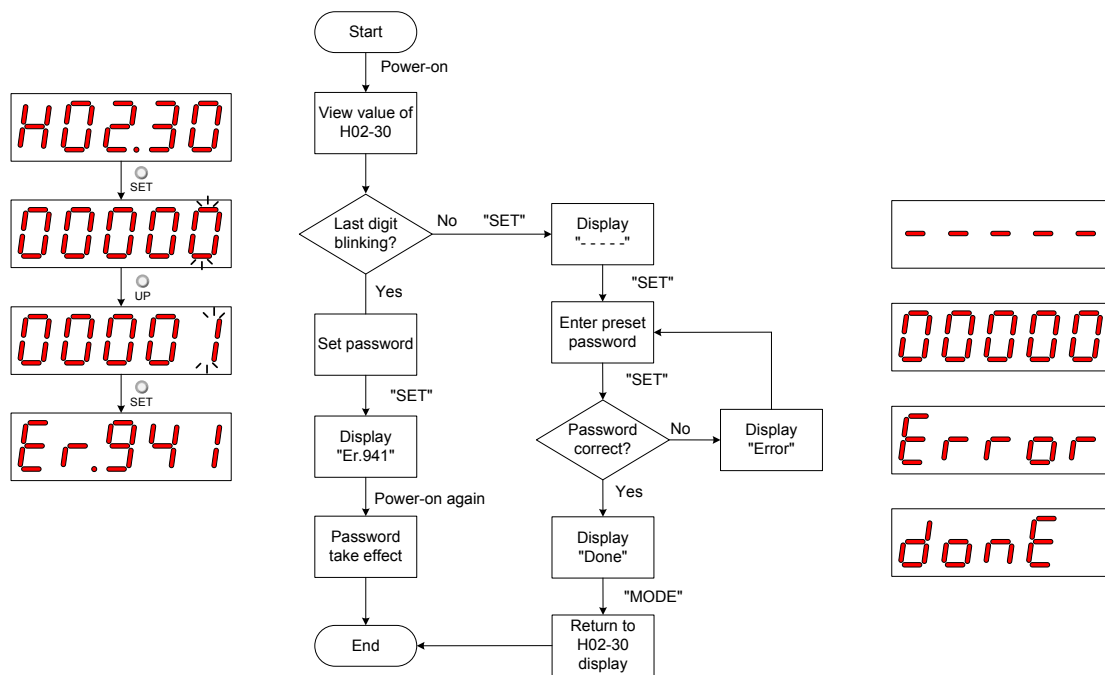 H02.30
SET
00000
UP
00001
SET
Er.941
Start
Power-on
View value of
H02-30
Last digit
blinking?
No
"SET"
Yes
Set password
"SET"
Display
"Er.941"
Power-on again
Password
take effect
End
Display
"- - - - -"
"SET"
Enter preset
password
"SET"
Password
correct?
No
Display
"Error"
Yes
Display
"Done"
"MODE"
Return to
H02-30
display
- - - - -
00000
Error
donE